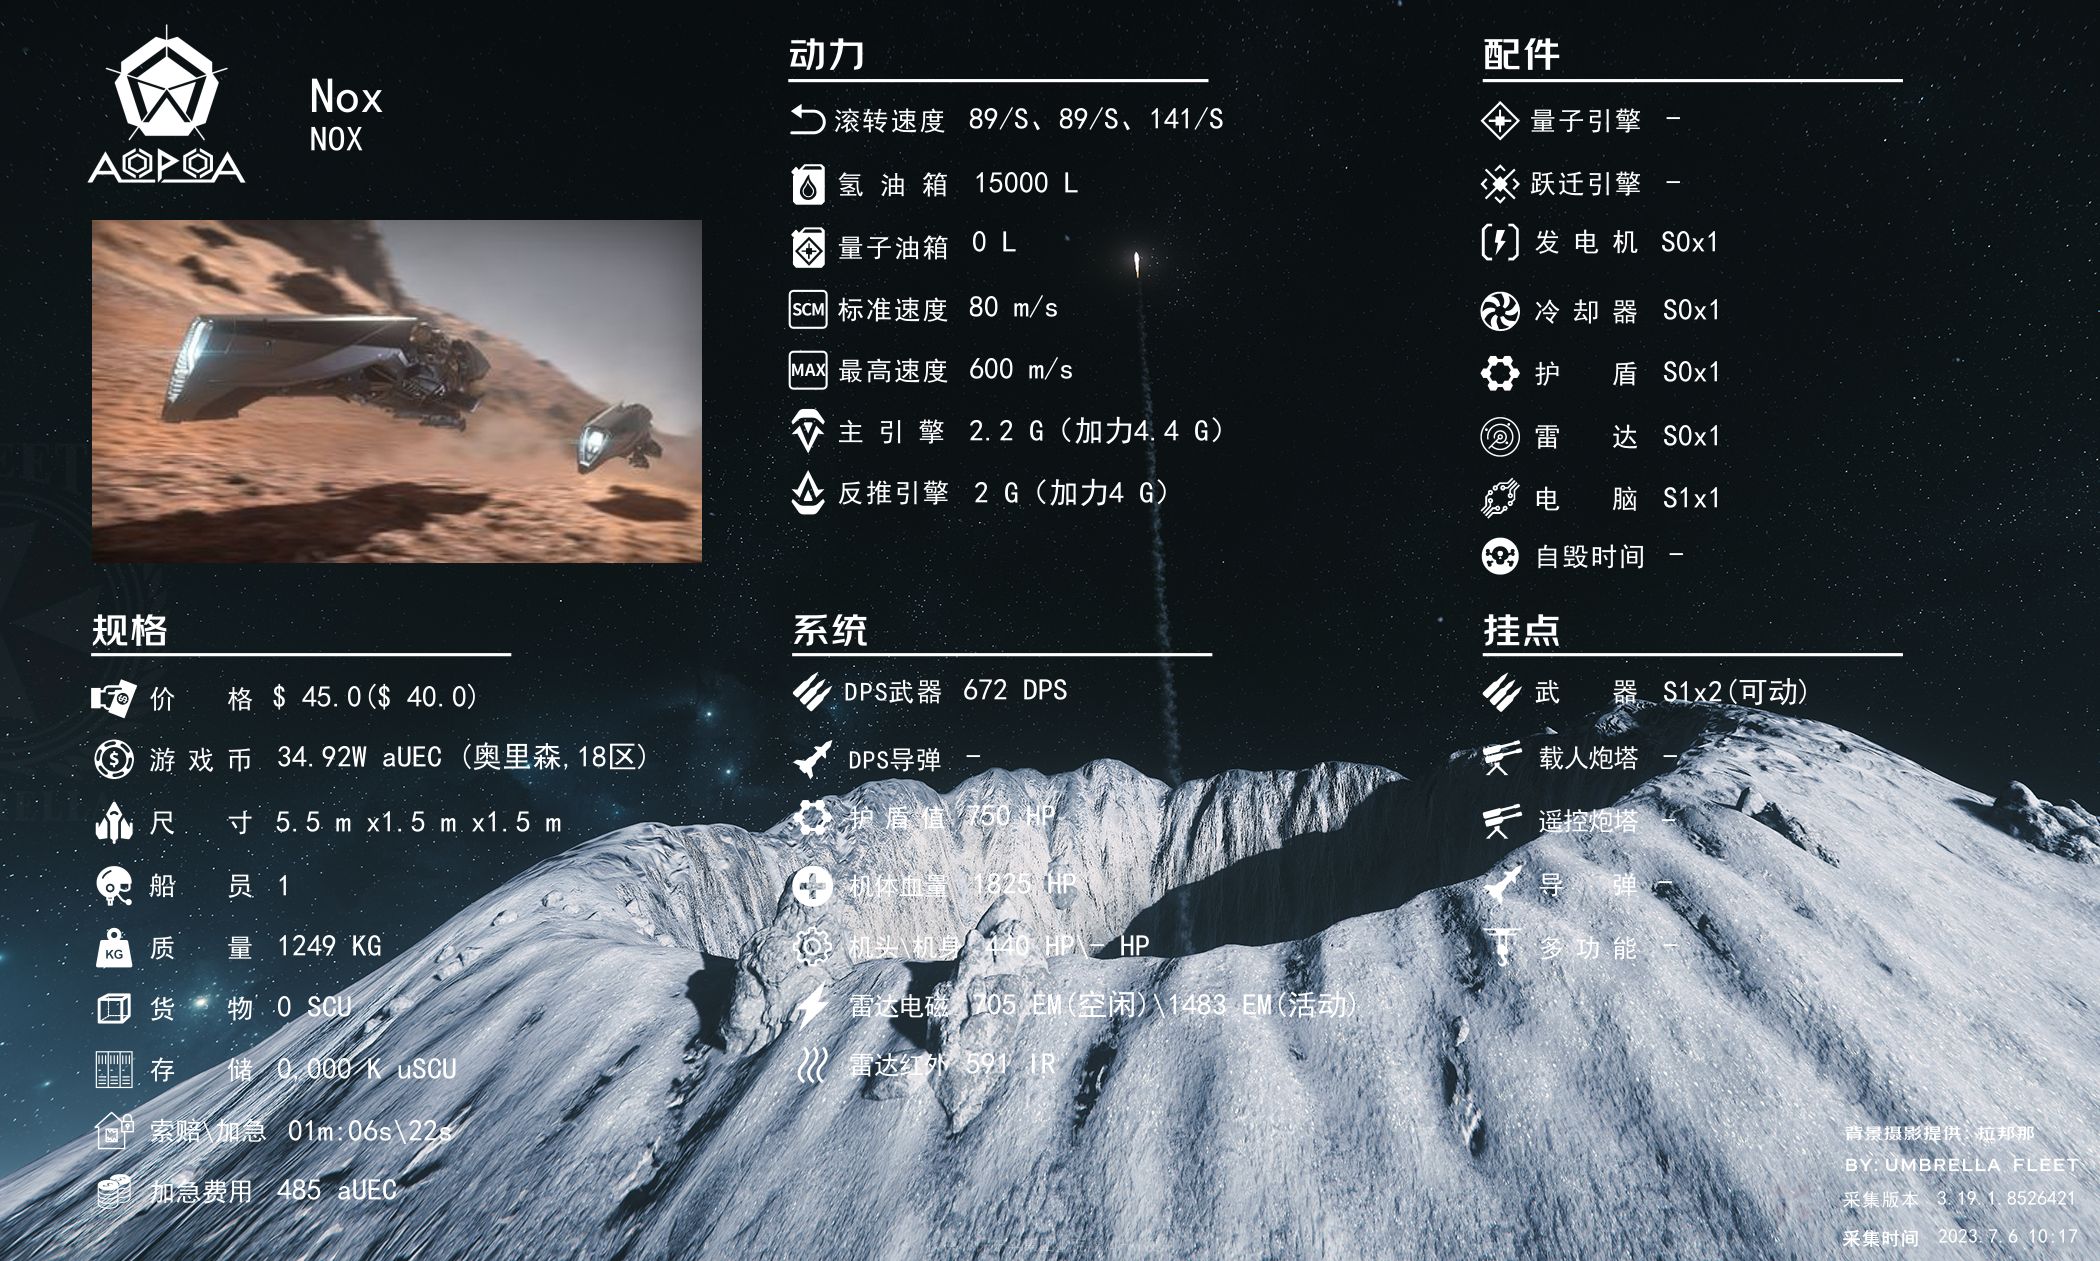 AOPOA
Nox
NOX
规格
价格 $ 45.0($ 40.0)
游戏币 34.92W aUEC (奥里森,18区)
尺寸 5.5 m x1.5 m x1.5 m
船员 1
质量 1249 KG
货物 0 SCU
存储 0,000 K uSCU
索赔\加急 01m:06s\22s
加急费用 485 aUEC
动力
滚转速度 89/S、89/S、141/S
氢油箱 15000 L
量子油箱 0 L
SCM 标准速度 80 m/s
MAX 最高速度 600 m/s
主引擎 2.2 G（加力4.4 G）
反推引擎 2 G（加力4 G）
系统
DPS武器 672 DPS
DPS导弹 -
护盾值 750 HP
机体血量 1825 HP
机头\机身 440 HP\- HP
雷达电磁 705 EM(空闲)\1483 EM(活动)
雷达红外 591 IR
配件
量子引擎 -
跃迁引擎 -
发电机 S0x1
冷却器 S0x1
护盾 S0x1
雷达 S0x1
电脑 S1x1
自毁时间 -
挂点
武器 S1x2(可动)
载人炮塔 -
遥控炮塔 -
导弹 -
多功能 -
背景摄影提供：拉邦那
BY: UMBRELLA FLEET
采集版本 3.19.1.8526421
采集时间 2023.7.6 10:17